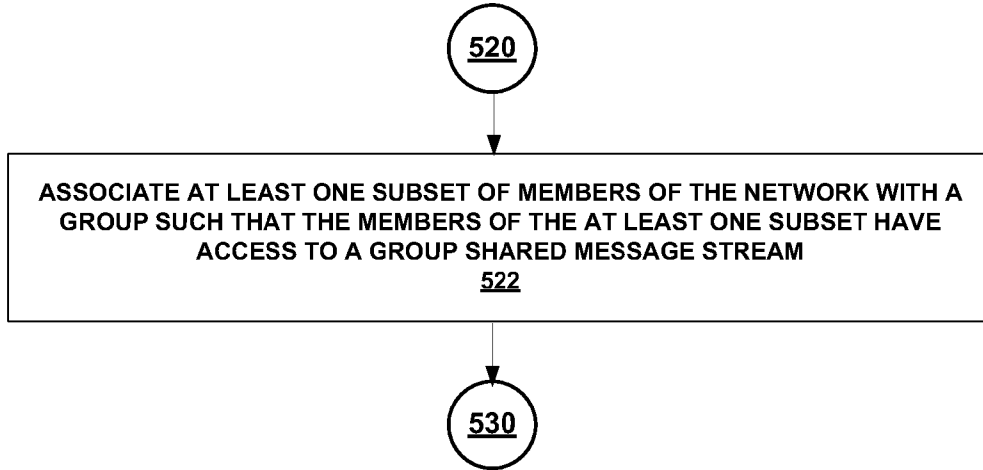 520
ASSOCIATE AT LEAST ONE SUBSET OF MEMBERS OF THE NETWORK WITH A
GROUP SUCH THAT THE MEMBERS OF THE AT LEAST ONE SUBSET HAVE
ACCESS TO A GROUP SHARED MESSAGE STREAM
522
530